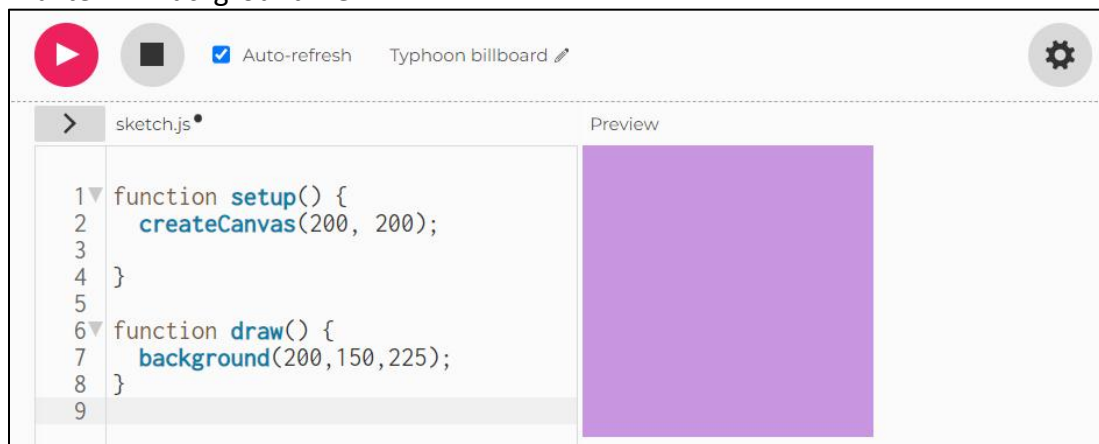 Auto-refresh Typhoon billboard
sketch.js Preview
1 function setup() {
2 createCanvas(200, 200);
3
4 }
5
6 function draw() {
7 background(200,150,225);
8 }
9